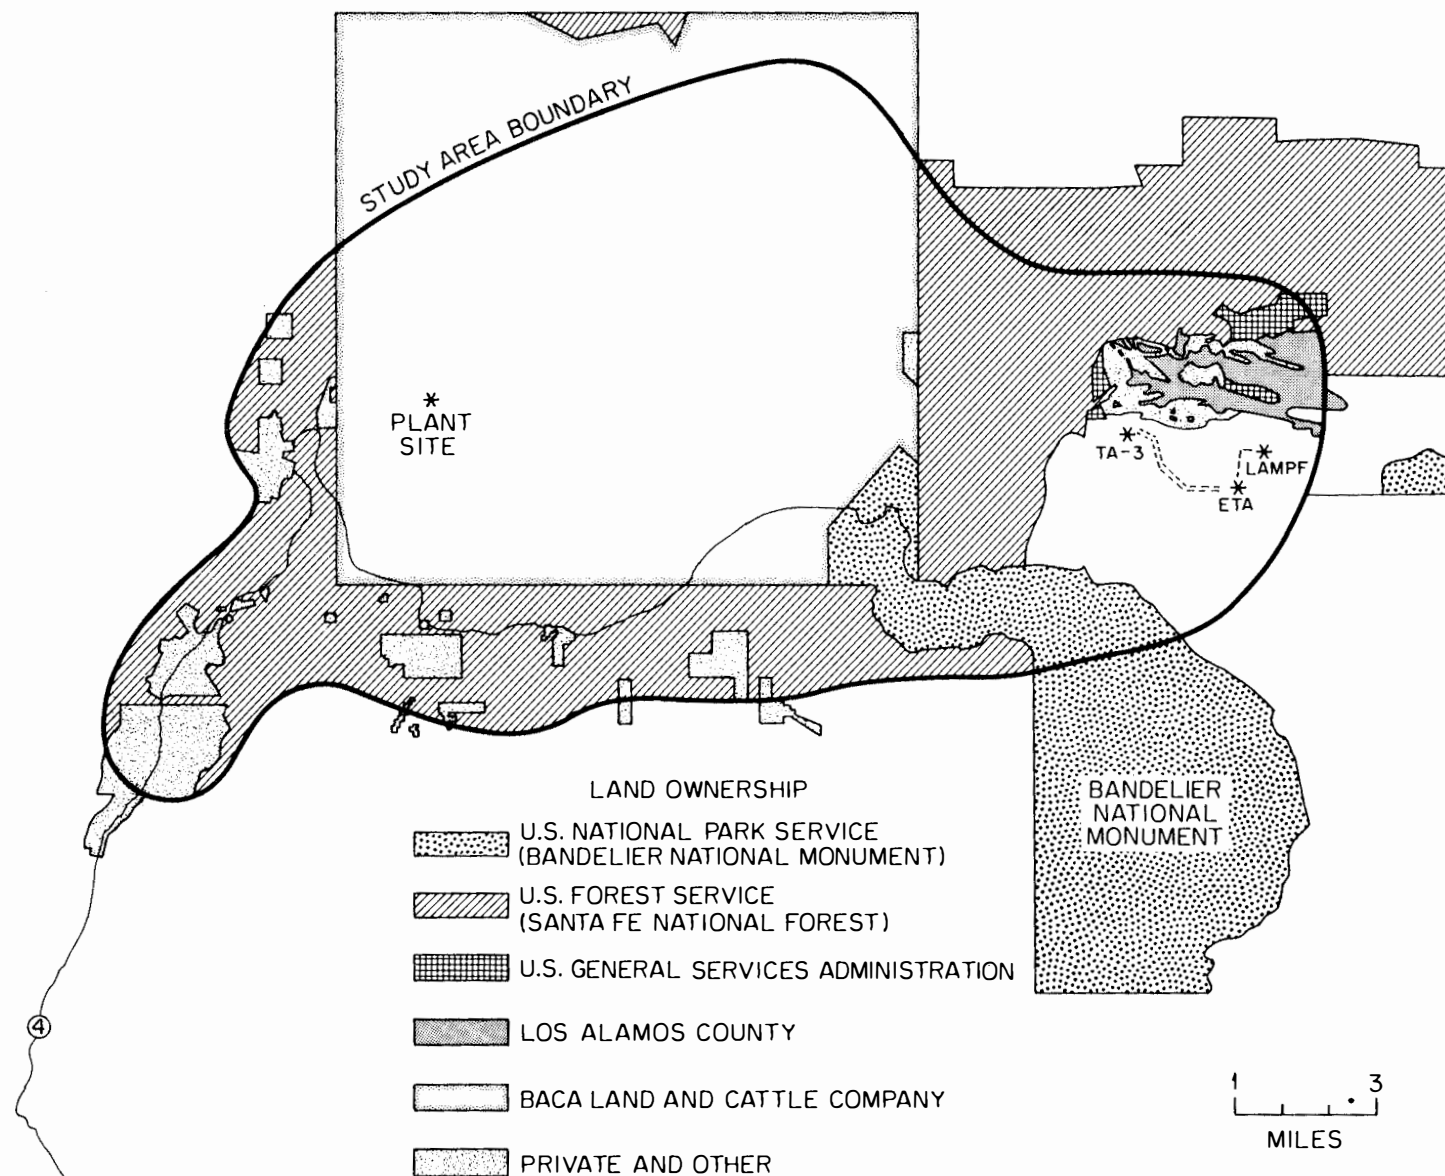 STUDY AREA BOUNDARY
PLANT
SITE
TA-3
LAMPF
ETA
LAND OWNERSHIP
U.S. NATIONAL PARK SERVICE
(BANDELIER NATIONAL MONUMENT)
U.S. FOREST SERVICE
(SANTA FE NATIONAL FOREST)
U.S. GENERAL SERVICES ADMINISTRATION
LOS ALAMOS COUNTY
BACA LAND AND CATTLE COMPANY
PRIVATE AND OTHER
BANDELIER
NATIONAL
MONUMENT
4
1 3
MILES